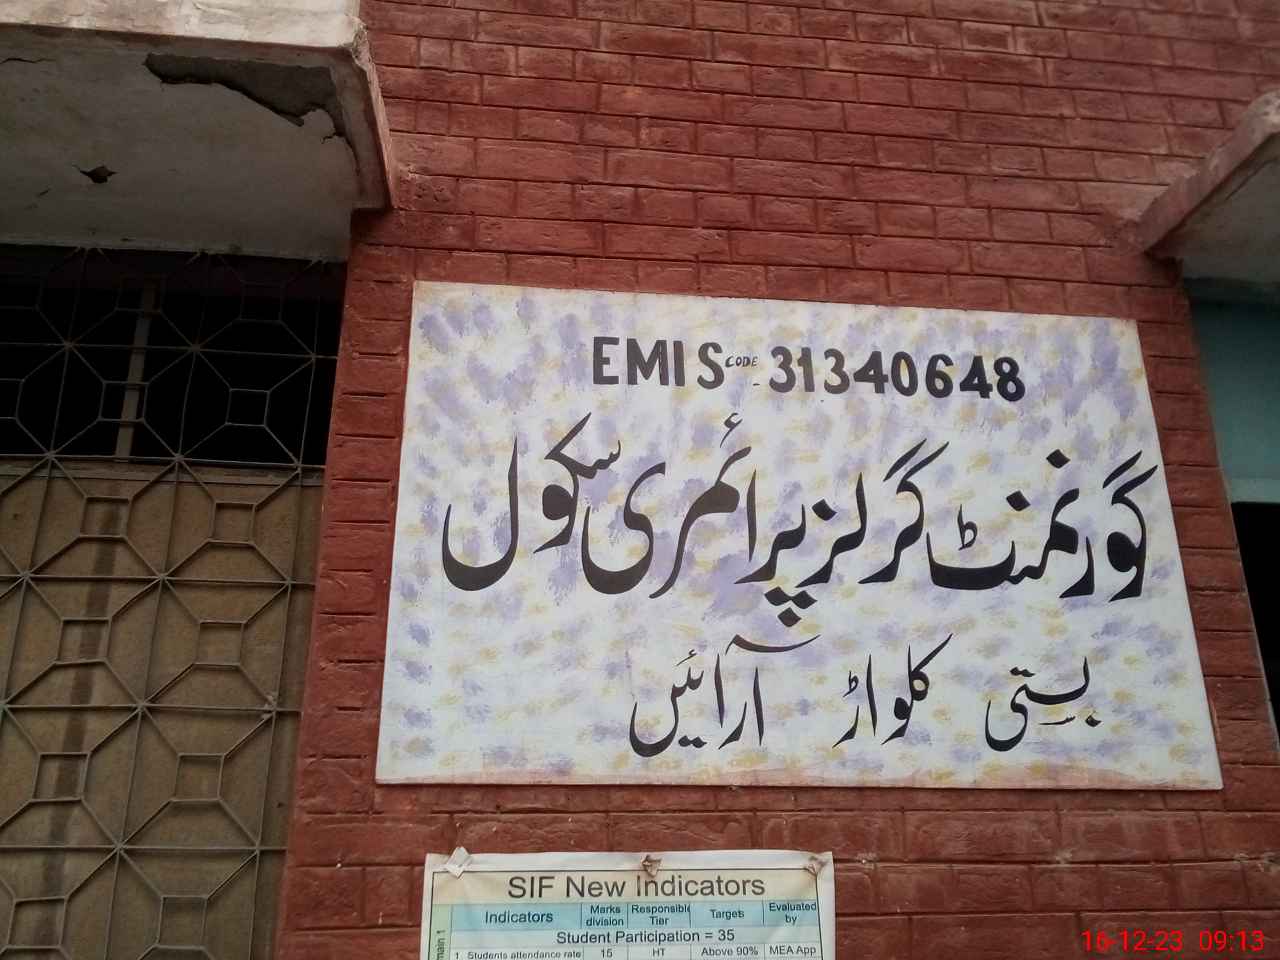 EMIS CODE - 31340648
گورنمنٹ گرلز پرائمری سکول
بستی کلواڑ آرائیں
SIF New Indicators
Indicators Marks division Responsible Tier Targets Evaluated by
Student Participation = 35
1 Students attendance rate 15 HT Above 90% MEA App
16-12-23 09:13